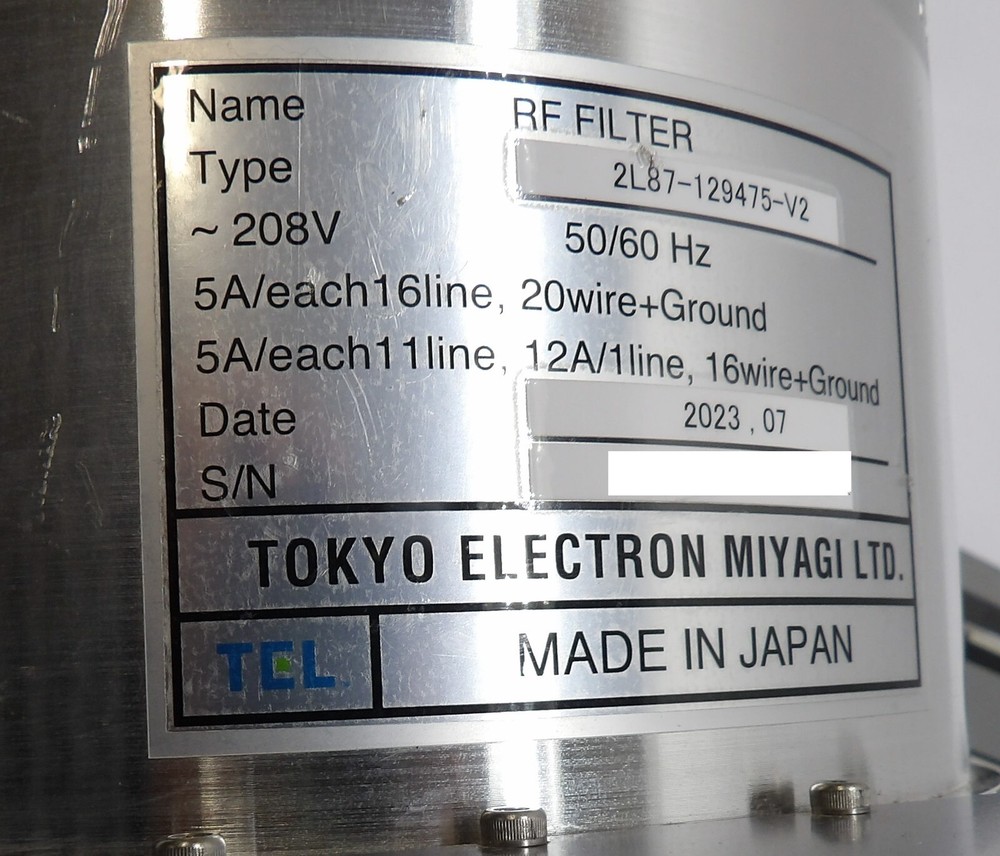 Name RF FILTER
Type 2L87-129475-V2
~ 208V 50/60 Hz
5A/each16line, 20wire+Ground
5A/each11line, 12A/1line, 16wire+Ground
Date 2023 , 07
S/N
TOKYO ELECTRON MIYAGI LTD.
TEL MADE IN JAPAN